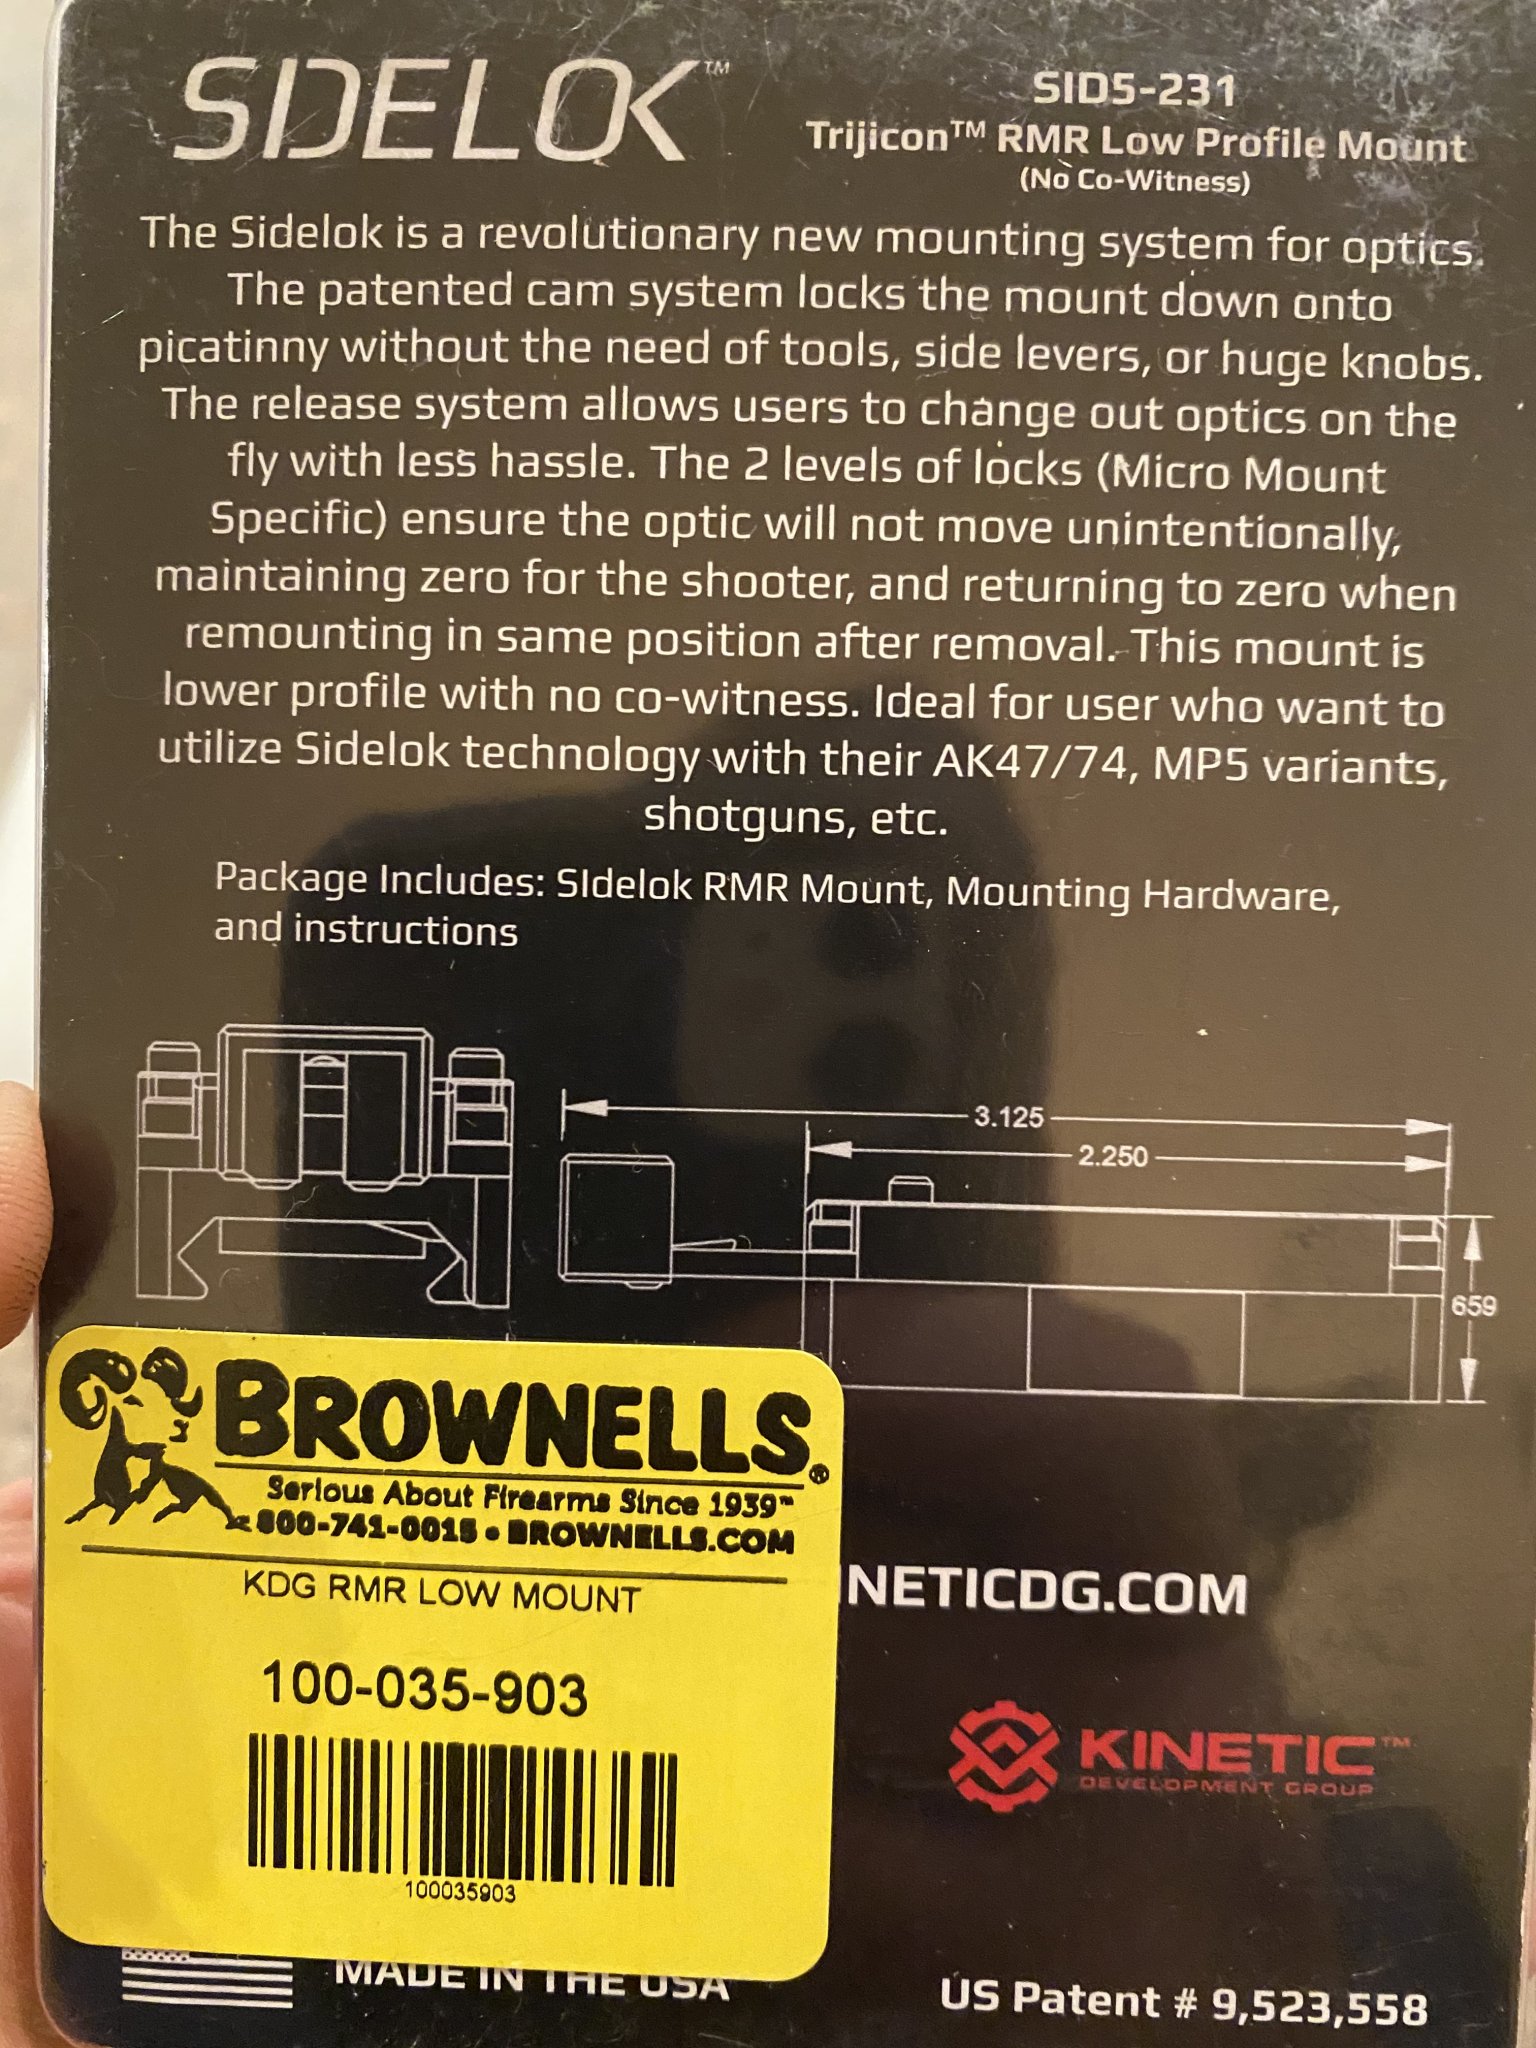 SIDELOK™
SID5-231
Trijicon™ RMR Low Profile Mount
(No Co-Witness)
The Sidelok is a revolutionary new mounting system for optics.
The patented cam system locks the mount down onto
picatinny without the need of tools, side levers, or huge knobs.
The release system allows users to change out optics on the
fly with less hassle. The 2 levels of locks (Micro Mount
Specific) ensure the optic will not move unintentionally,
maintaining zero for the shooter, and returning to zero when
remounting in same position after removal. This mount is
lower profile with no co-witness. Ideal for user who want to
utilize Sidelok technology with their AK47/74, MP5 variants,
shotguns, etc.
Package Includes: SIdelok RMR Mount, Mounting Hardware,
and instructions
3.125
2.250
659
BROWNELLS®
Serious About Firearms Since 1939™
800-741-0015 • BROWNELLS.COM
KDG RMR LOW MOUNT
100-035-903
100035903
INETICDG.COM
KINETIC™
DEVELOPMENT GROUP
MADE IN THE USA
US Patent # 9,523,558